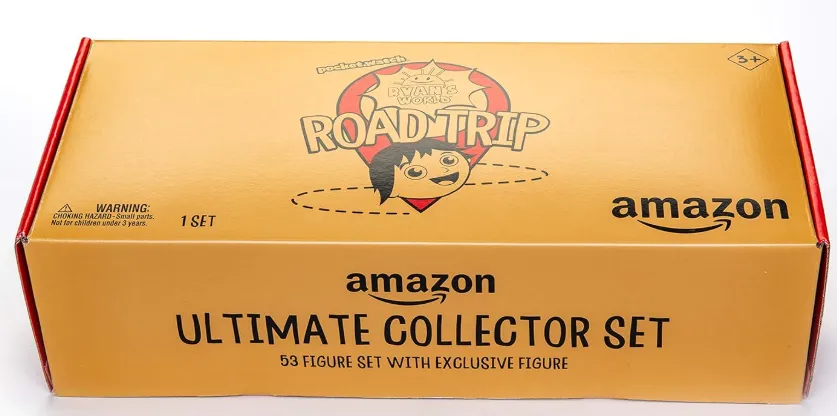 pocket.watch
RYAN'S
WORLD
ROAD TRIP
3+
WARNING:
CHOKING HAZARD-Small parts.
Not for children under 3 years.
1 SET
amazon
amazon
ULTIMATE COLLECTOR SET
53 FIGURE SET WITH EXCLUSIVE FIGURE